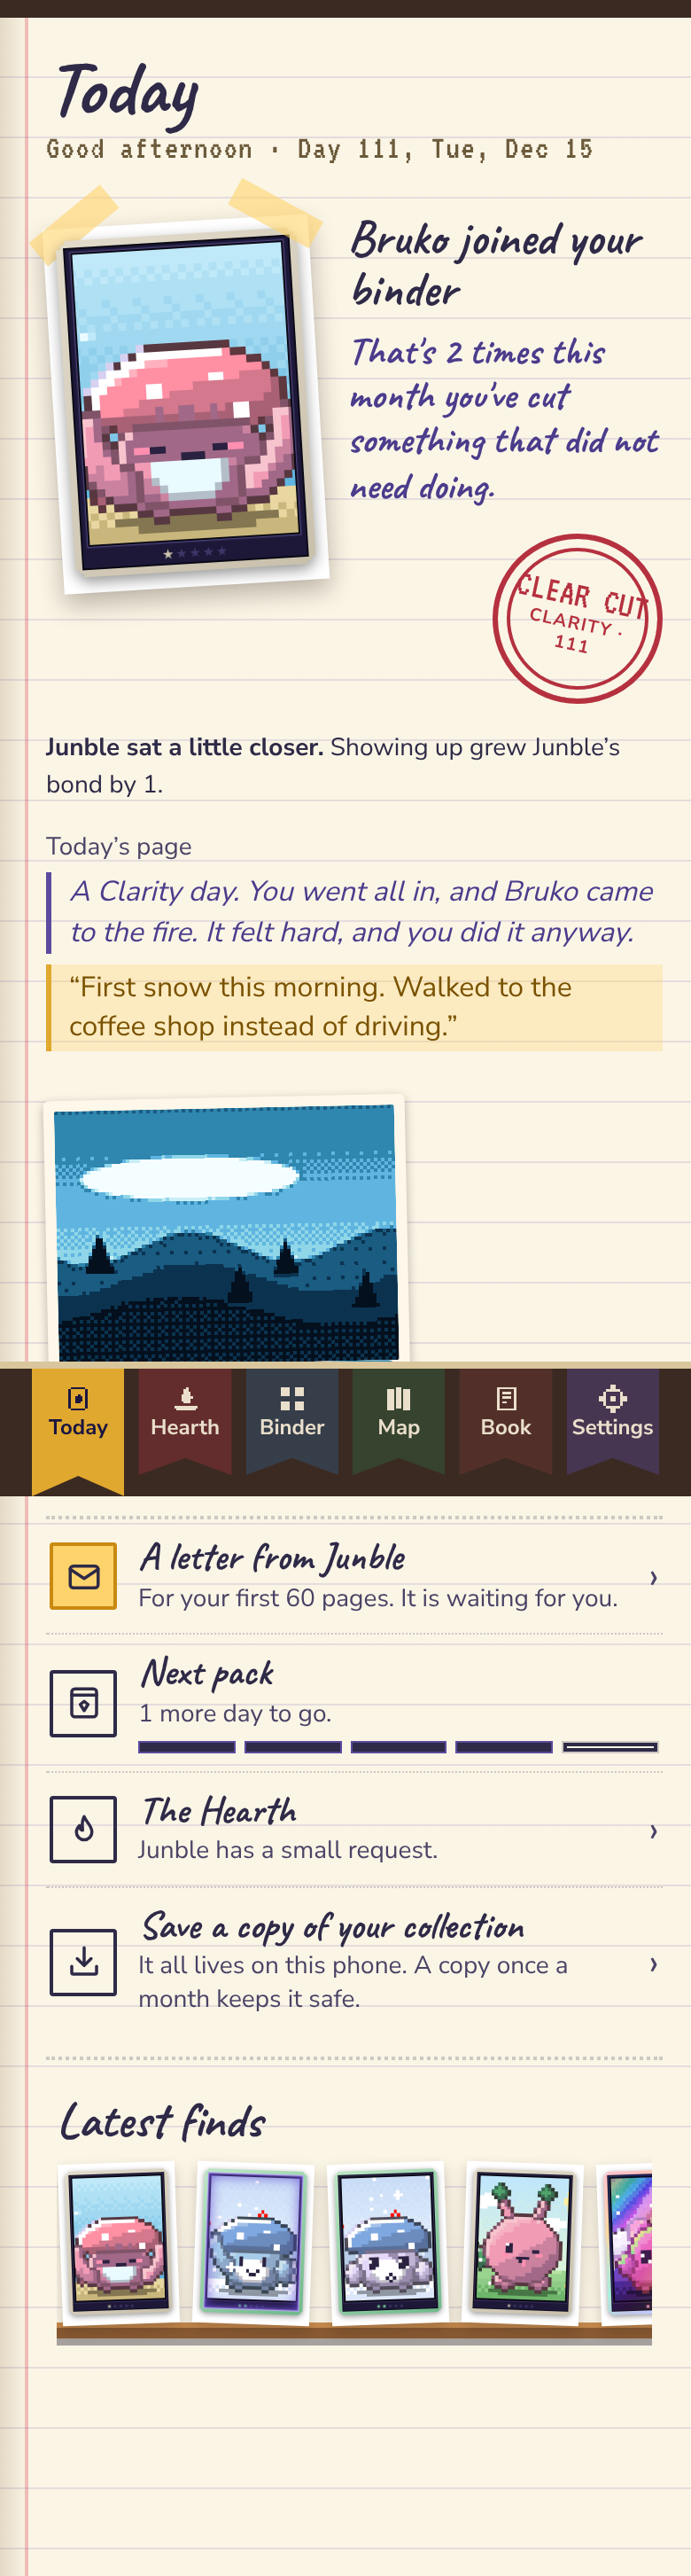 Today
Good afternoon · Day 111, Tue, Dec 15
Bruko joined your
binder
That's 2 times this
month you've cut
something that did not
need doing.
CLEAR CUT
CLARITY ·
111
Junble sat a little closer. Showing up grew Junble's
bond by 1.
Today's page
A Clarity day. You went all in, and Bruko came
to the fire. It felt hard, and you did it anyway.
“First snow this morning. Walked to the
coffee shop instead of driving.”
Today
Hearth
Binder
Map
Book
Settings
A letter from Junble
For your first 60 pages. It is waiting for you.
Next pack
1 more day to go.
The Hearth
Junble has a small request.
Save a copy of your collection
It all lives on this phone. A copy once a
month keeps it safe.
Latest finds